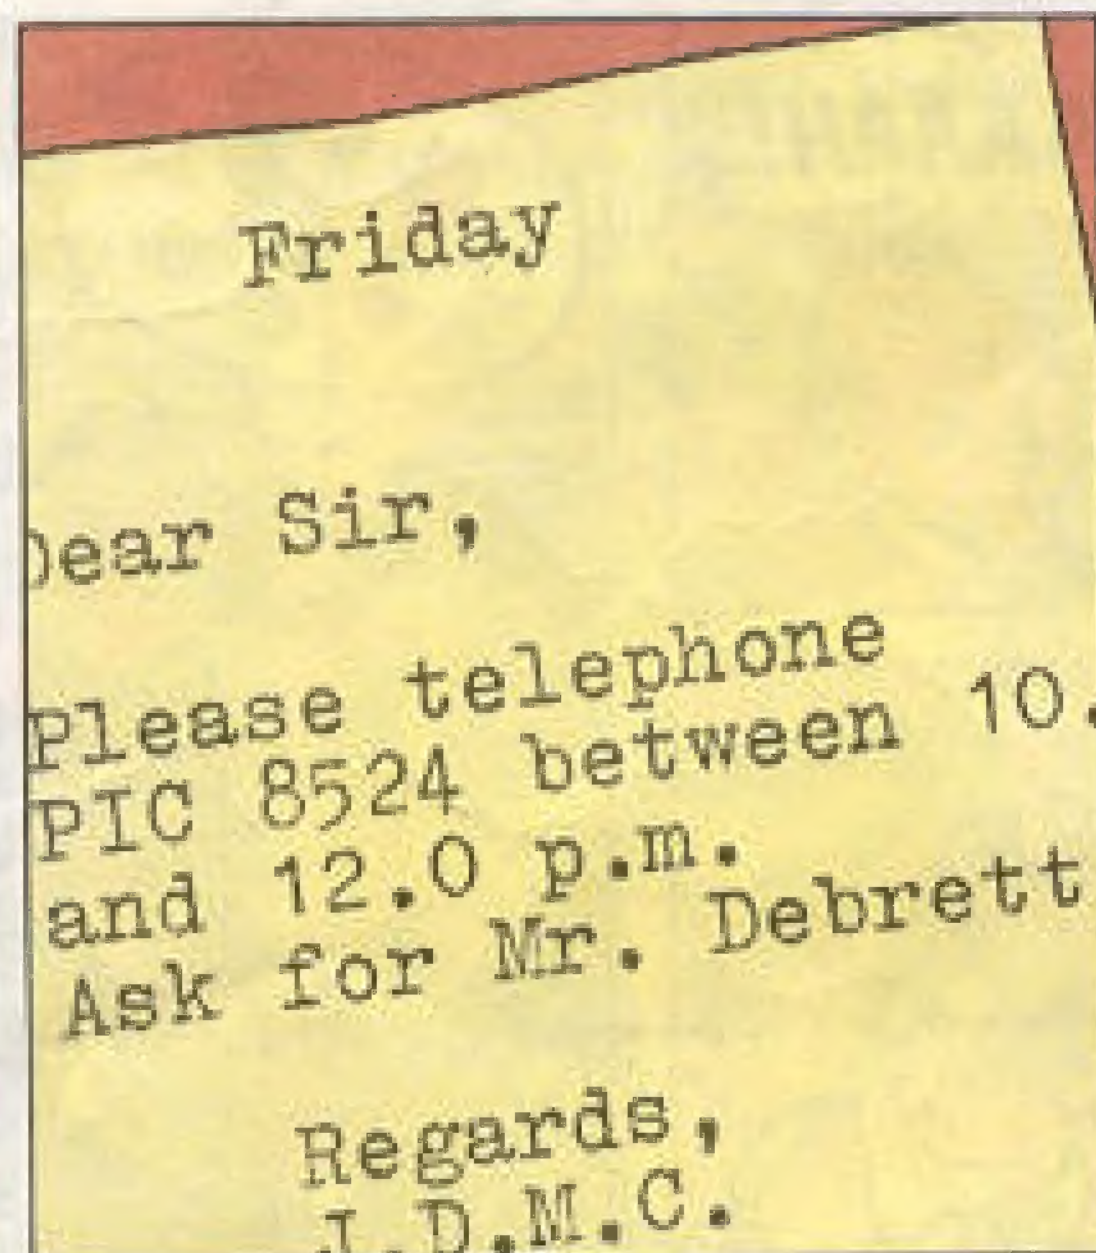 Friday
Dear Sir,
Please telephone
PIC 8524 between 10.
and 12.0 p.m.
Ask for Mr. Debrett
Regards,
J.D.M.C.